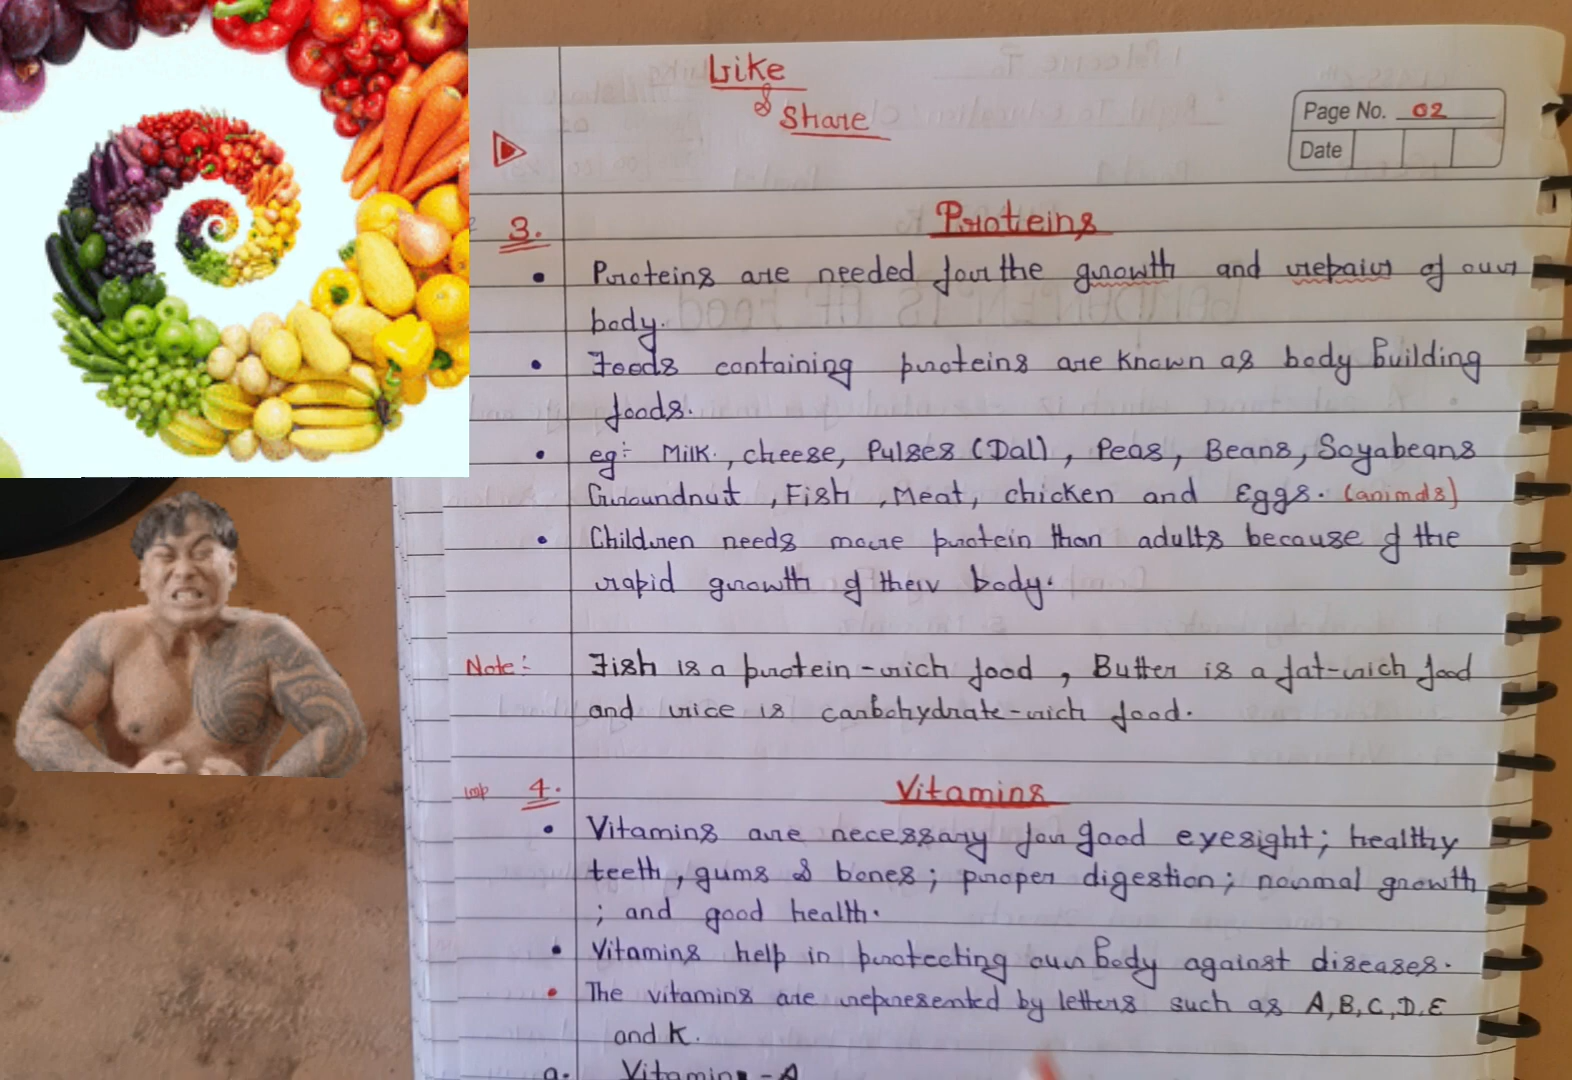 Like
& Share
Page No. 02
Date
3. Proteins
• Proteins are needed for the growth and repair of our
body.
• Foods containing proteins are known as body building
foods.
• eg:- Milk, cheese, Pulses (Dal), Peas, Beans, Soyabeans
Groundnut, Fish, Meat, chicken and Eggs. (animals)
• Children needs more protein than adults because of the
rapid growth of their body.
Note:- Fish is a protein-rich food, Butter is a fat-rich food
and rice is carbohydrate-rich food.
Imp 4. Vitamins
• Vitamins are necessary for good eyesight; healthy
teeth, gums & bones; proper digestion; normal growth
; and good health.
• Vitamins help in protecting our Body against diseases.
• The vitamins are represented by letters such as A, B, C, D, E
and K.
a. Vitamin - A